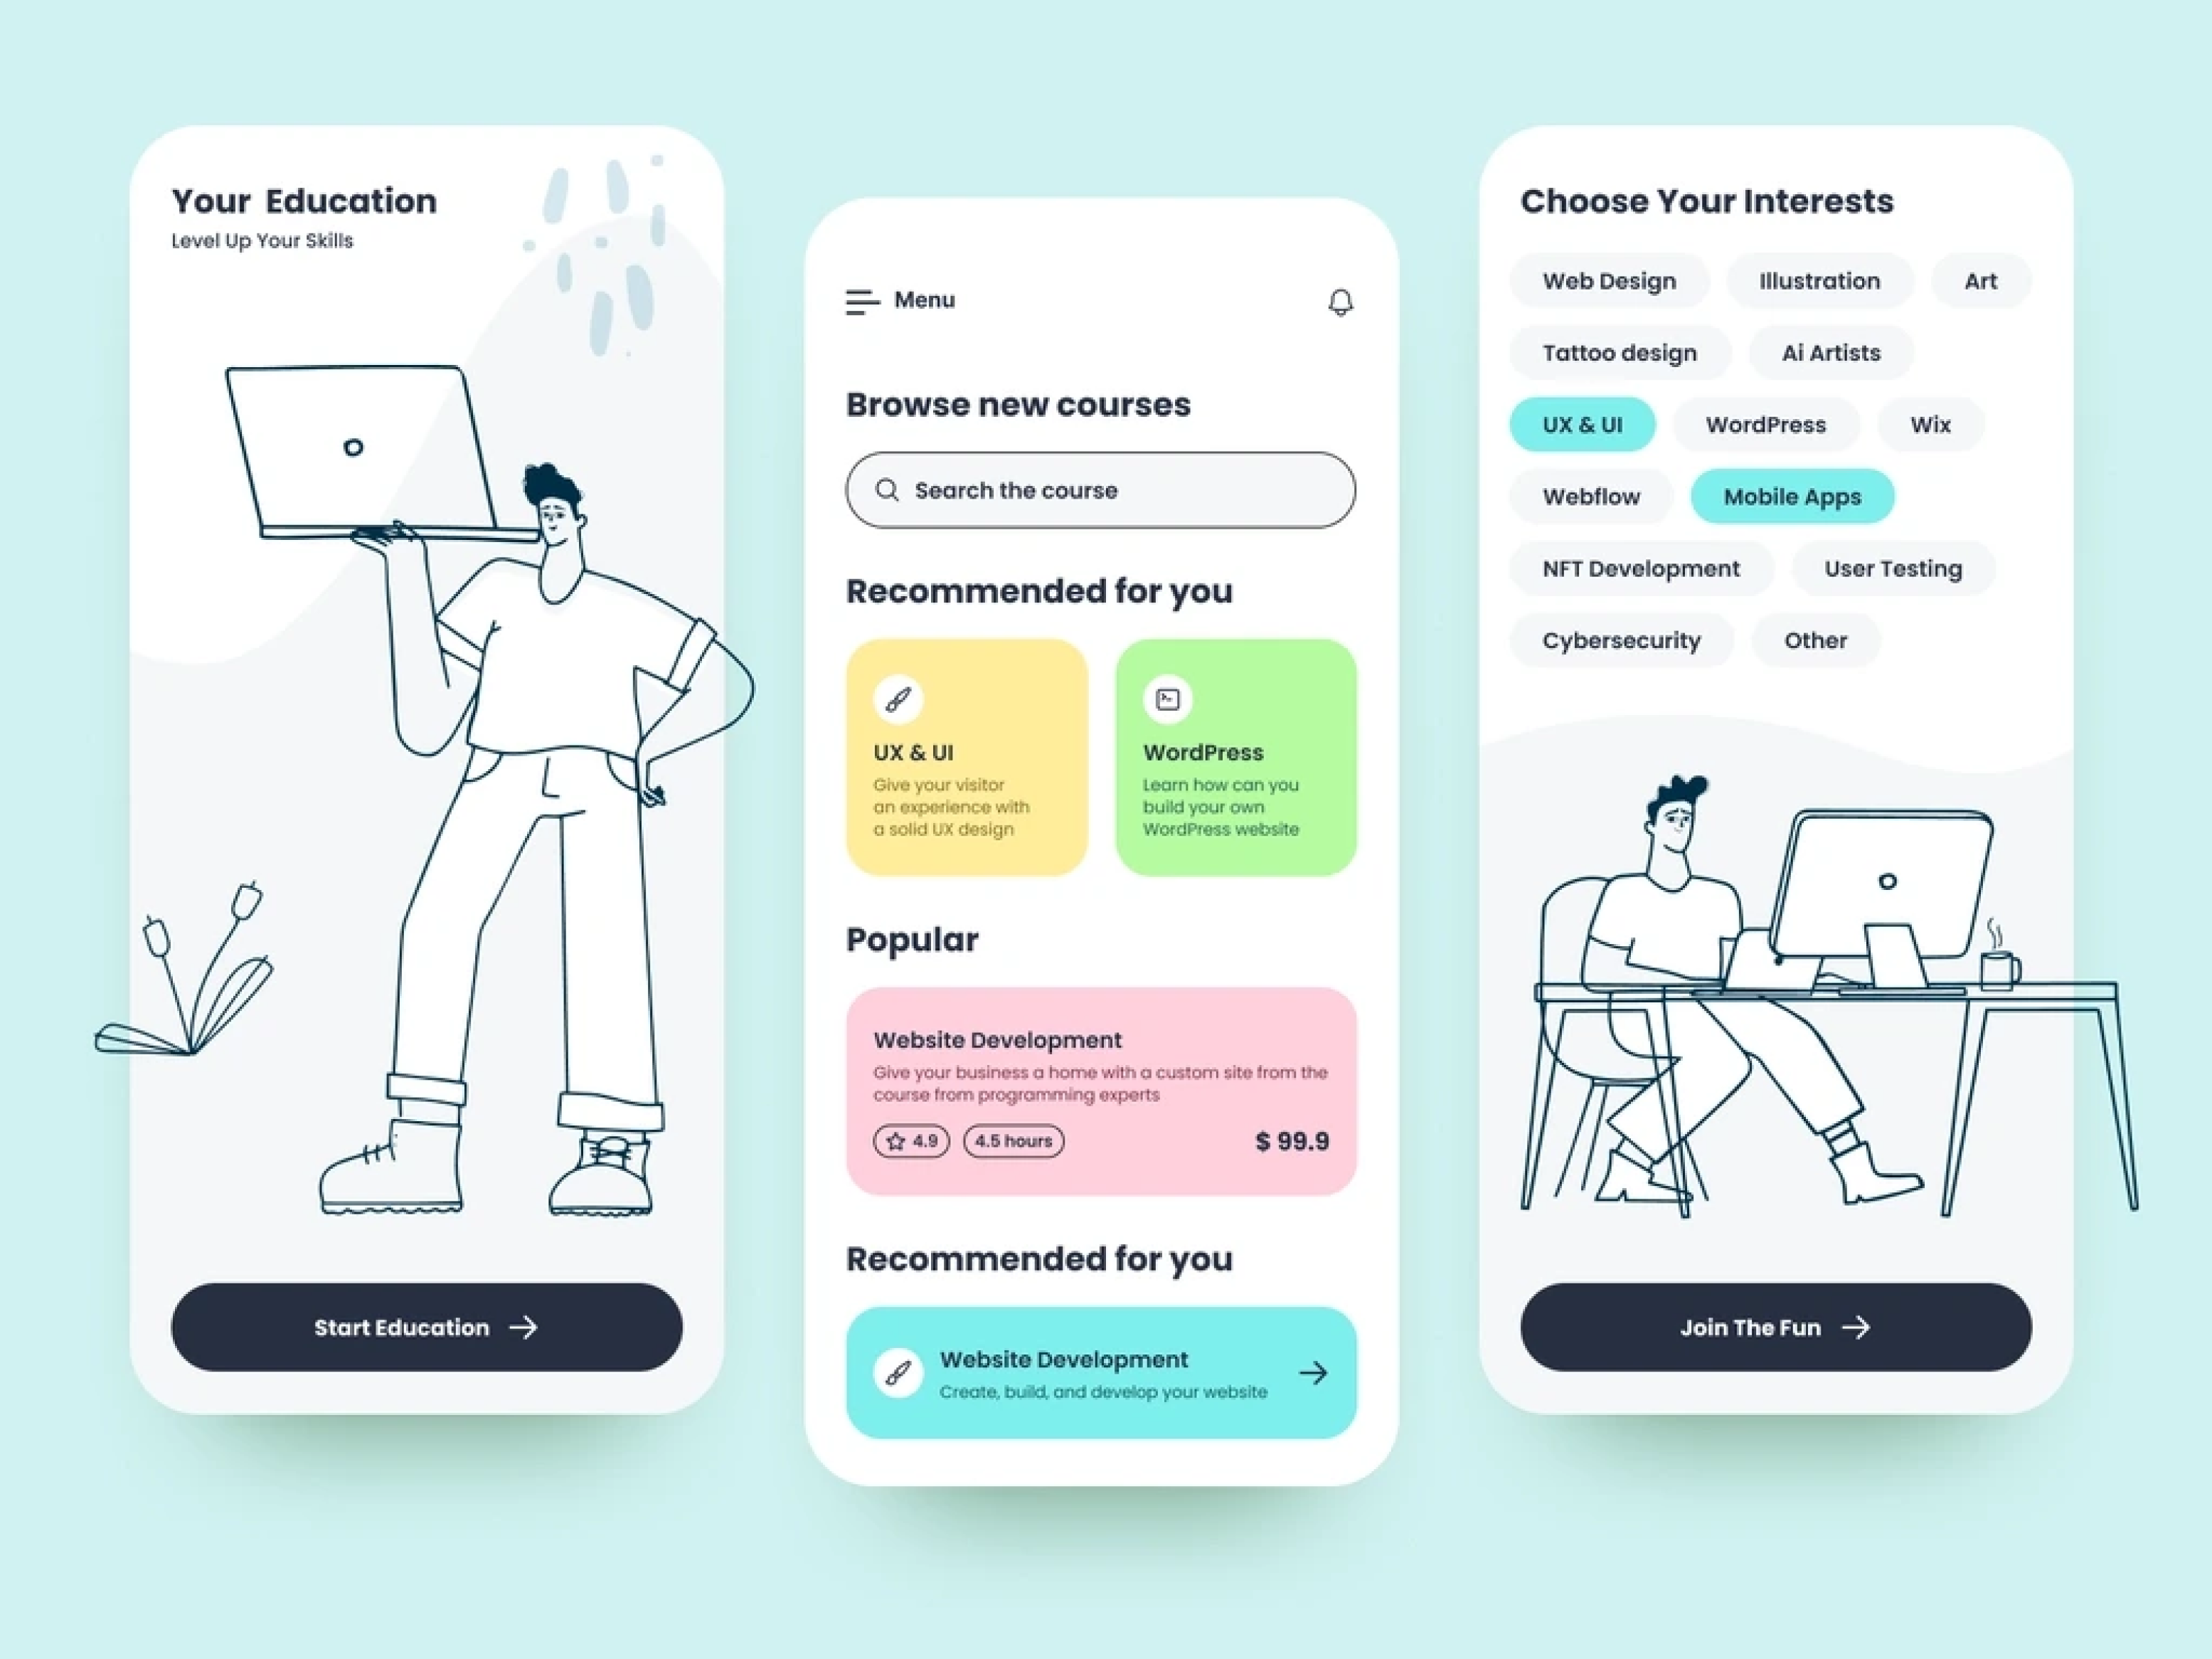 Your Education
Level Up Your Skills
Start Education
Menu
Browse new courses
Search the course
Recommended for you
UX & UI
Give your visitor
an experience with
a solid UX design
WordPress
Learn how can you
build your own
WordPress website
Popular
Website Development
Give your business a home with a custom site from the
course from programming experts
4.9
4.5 hours
$ 99.9
Recommended for you
Website Development
Create, build, and develop your website
Choose Your Interests
Web Design
Illustration
Art
Tattoo design
Ai Artists
UX & UI
WordPress
Wix
Webflow
Mobile Apps
NFT Development
User Testing
Cybersecurity
Other
Join The Fun